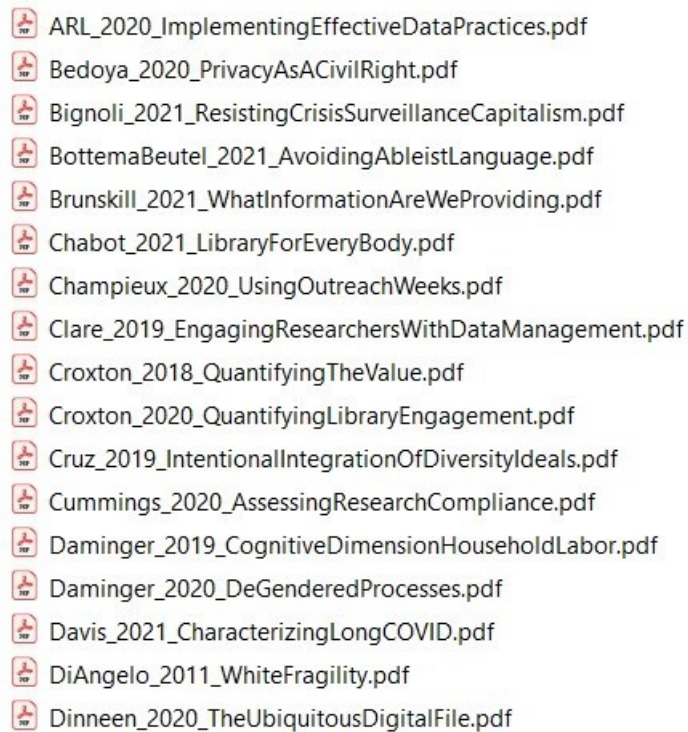 ARL_2020_ImplementingEffectiveDataPractices.pdf
Bedoya_2020_PrivacyAsACivilRight.pdf
Bignoli_2021_ResistingCrisisSurveillanceCapitalism.pdf
BottemaBeutel_2021_AvoidingAbleistLanguage.pdf
Brunskill_2021_WhatInformationAreWeProviding.pdf
Chabot_2021_LibraryForEveryBody.pdf
Champieux_2020_UsingOutreachWeeks.pdf
Clare_2019_EngagingResearchersWithDataManagement.pdf
Croxton_2018_QuantifyingTheValue.pdf
Croxton_2020_QuantifyingLibraryEngagement.pdf
Cruz_2019_IntentionalIntegrationOfDiversityIdeals.pdf
Cummings_2020_AssessingResearchCompliance.pdf
Daminger_2019_CognitiveDimensionHouseholdLabor.pdf
Daminger_2020_DeGenderedProcesses.pdf
Davis_2021_CharacterizingLongCOVID.pdf
DiAngelo_2011_WhiteFragility.pdf
Dinneen_2020_TheUbiquitousDigitalFile.pdf